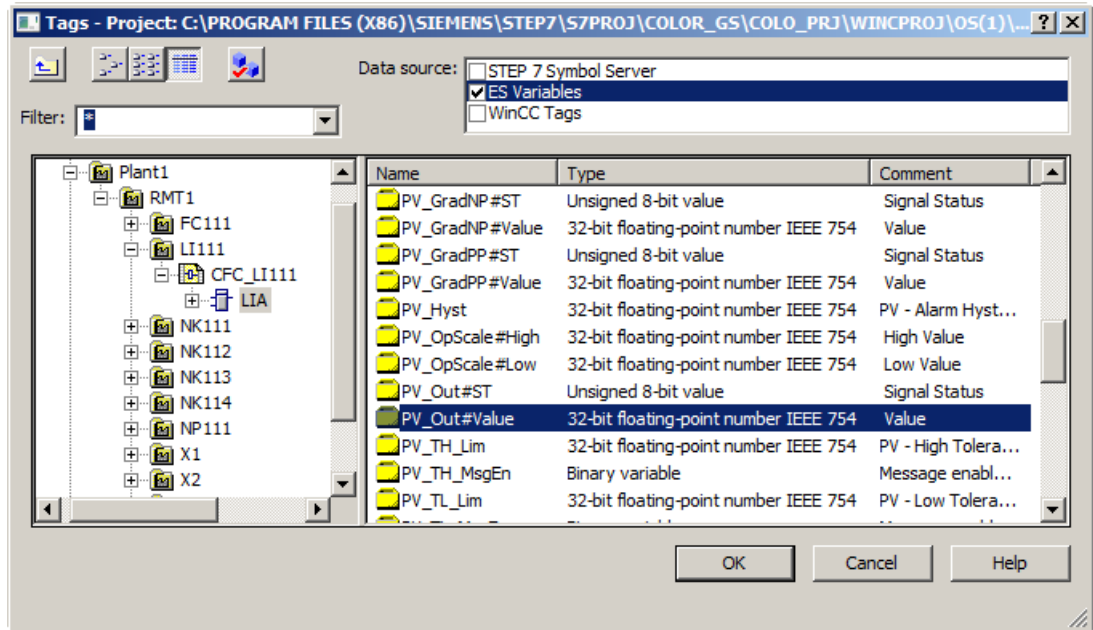 Tags - Project: C:\PROGRAM FILES (X86)\SIEMENS\STEP7\S7PROJ\COLOR_GS\COLO_PRJ\WINCPROJ\OS(1)\...
Data source:
STEP 7 Symbol Server
ES Variables
WinCC Tags
Filter: *
Plant1
RMT1
FC111
LI111
CFC_LI111
LIA
NK111
NK112
NK113
NK114
NP111
X1
X2
Name Type Comment
PV_GradNP#ST Unsigned 8-bit value Signal Status
PV_GradNP#Value 32-bit floating-point number IEEE 754 Value
PV_GradPP#ST Unsigned 8-bit value Signal Status
PV_GradPP#Value 32-bit floating-point number IEEE 754 Value
PV_Hyst 32-bit floating-point number IEEE 754 PV - Alarm Hyst...
PV_OpScale#High 32-bit floating-point number IEEE 754 High Value
PV_OpScale#Low 32-bit floating-point number IEEE 754 Low Value
PV_Out#ST Unsigned 8-bit value Signal Status
PV_Out#Value 32-bit floating-point number IEEE 754 Value
PV_TH_Lim 32-bit floating-point number IEEE 754 PV - High Tolera...
PV_TH_MsgEn Binary variable Message enabl...
PV_TL_Lim 32-bit floating-point number IEEE 754 PV - Low Tolera...
OK Cancel Help